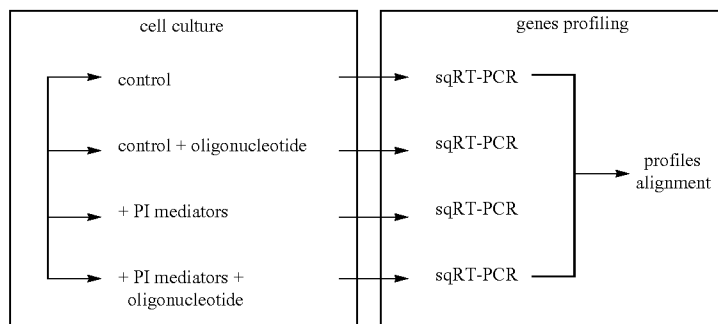 cell culture
genes profiling
control
sqRT-PCR
control + oligonucleotide
sqRT-PCR
profiles
alignment
+ PI mediators
sqRT-PCR
+ PI mediators +
oligonucleotide
sqRT-PCR